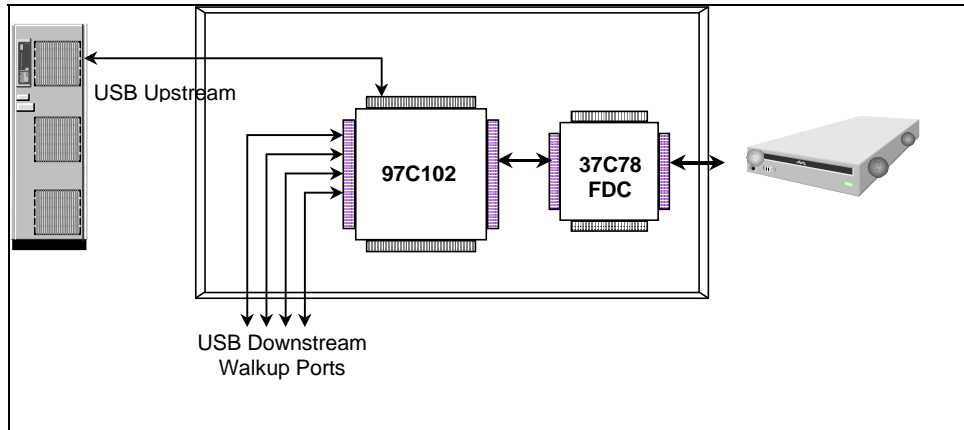 USB Upstream
97C102
37C78
FDC
USB Downstream
Walkup Ports